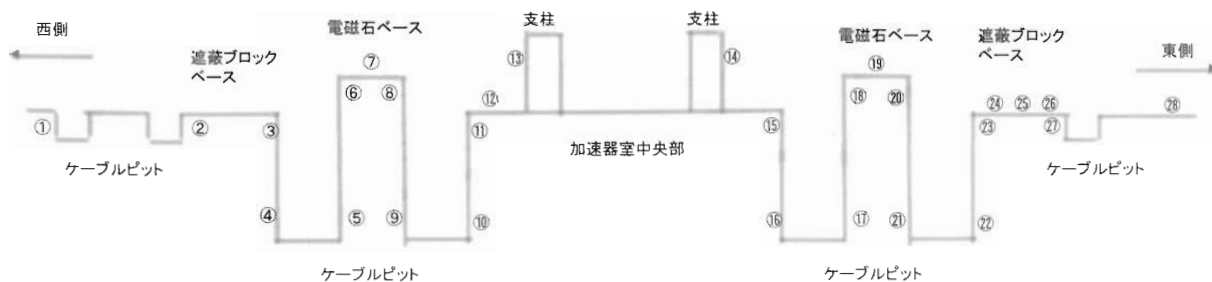 西側
遮蔽ブロック
ベース
電磁石ベース
支柱
支柱
電磁石ベース
遮蔽ブロック
ベース
東側
①
②
③
④
⑤
⑥
⑦
⑧
⑨
⑩
⑪
⑫
⑬
⑭
⑮
⑯
⑰
⑱
⑲
⑳
㉑
㉒
㉓
㉔
㉕
㉖
㉗
㉘
ケーブルピット
ケーブルピット
加速器室中央部
ケーブルピット
ケーブルピット